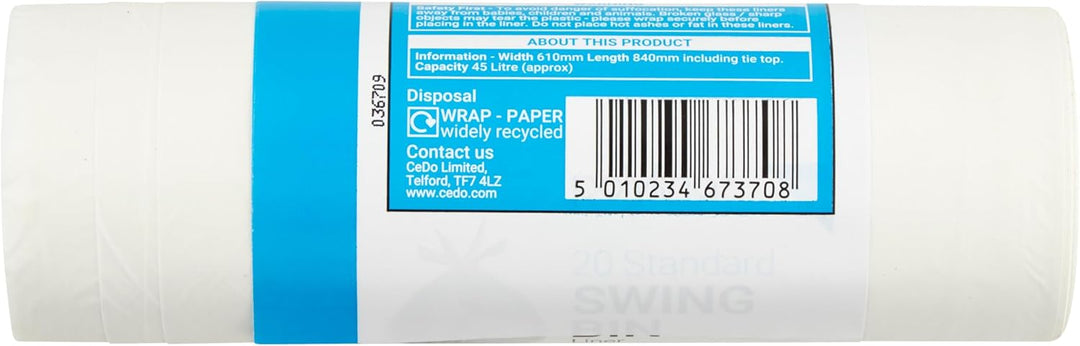 Safety First - To avoid danger of suffocation, keep these liners
away from babies, children and animals. Broken glass / sharp
objects may tear the plastic - please wrap securely before
placing in the liner. Do not place hot ashes or fat in these liners.
ABOUT THIS PRODUCT
Information - Width 610mm Length 840mm including tie top.
Capacity 45 Litre (approx)
036709
Disposal
WRAP - PAPER
widely recycled
Contact us
CeDo Limited,
Telford, TF7 4LZ
www.cedo.com
5 010234 673708
20 Standard
SWING
BIN
Liner